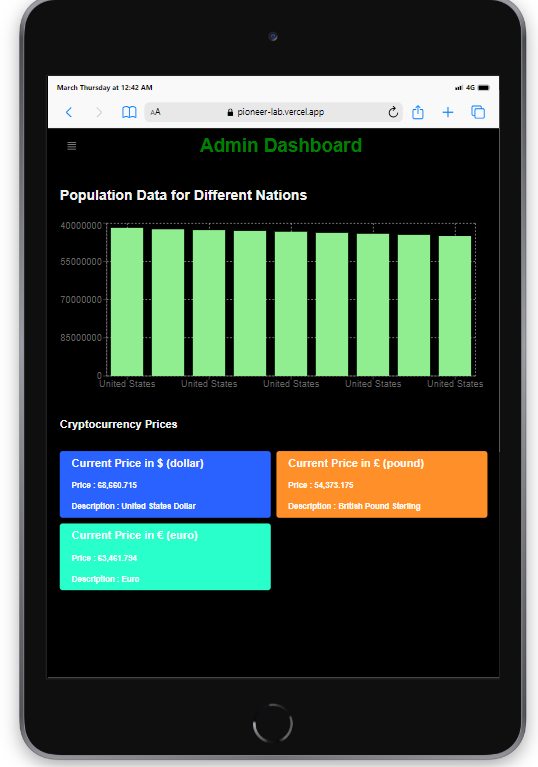 March Thursday at 12:42 AM
4G
AA
pioneer-lab.vercel.app
Admin Dashboard
Population Data for Different Nations
40000000
55000000
70000000
85000000
0
United States United States United States United States United States
Cryptocurrency Prices
Current Price in $ (dollar)
Price : 68,660.715
Description : United States Dollar
Current Price in £ (pound)
Price : 54,373.175
Description : British Pound Sterling
Current Price in € (euro)
Price : 63,461.734
Description : Euro